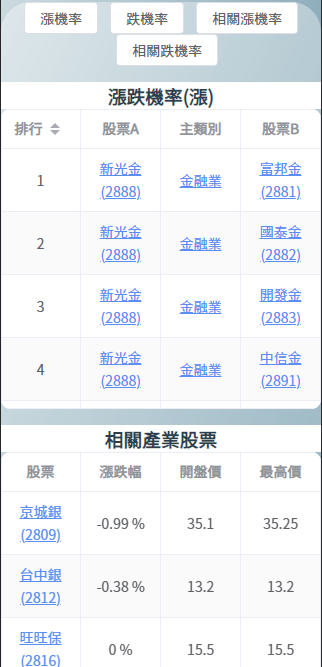 漲機率 跌機率 相關漲機率
相關跌機率
漲跌機率(漲)
排行 股票A 主類別 股票B
1 新光金 (2888) 金融業 富邦金 (2881)
2 新光金 (2888) 金融業 國泰金 (2882)
3 新光金 (2888) 金融業 開發金 (2883)
4 新光金 (2888) 金融業 中信金 (2891)
相關產業股票
股票 漲跌幅 開盤價 最高價
京城銀 (2809) -0.99 % 35.1 35.25
台中銀 (2812) -0.38 % 13.2 13.2
旺旺保 (2816) 0 % 15.5 15.5